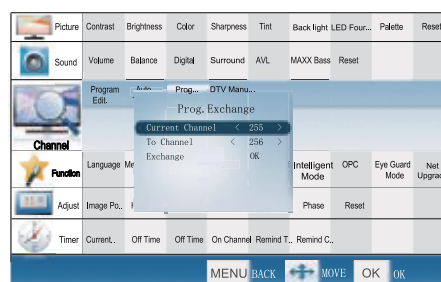 Picture Contrast Brightness Color Sharpness Tint Back light LED Four... Palette Reset
Sound Volume Balance Digital Surround AVL MAXX Bass Reset
Channel Program Edit. Auto Prog... DTV Manu...
Prog. Exchange
Current Channel < 255 >
To Channel < 256 >
Exchange OK
Function Language Intelligent Mode OPC Eye Guard Mode Net
Adjust Image Po.. Phase Reset
Timer Current.. Off Time Off Time On Channel Remind T.. Remind C..
MENU BACK MOVE OK OK